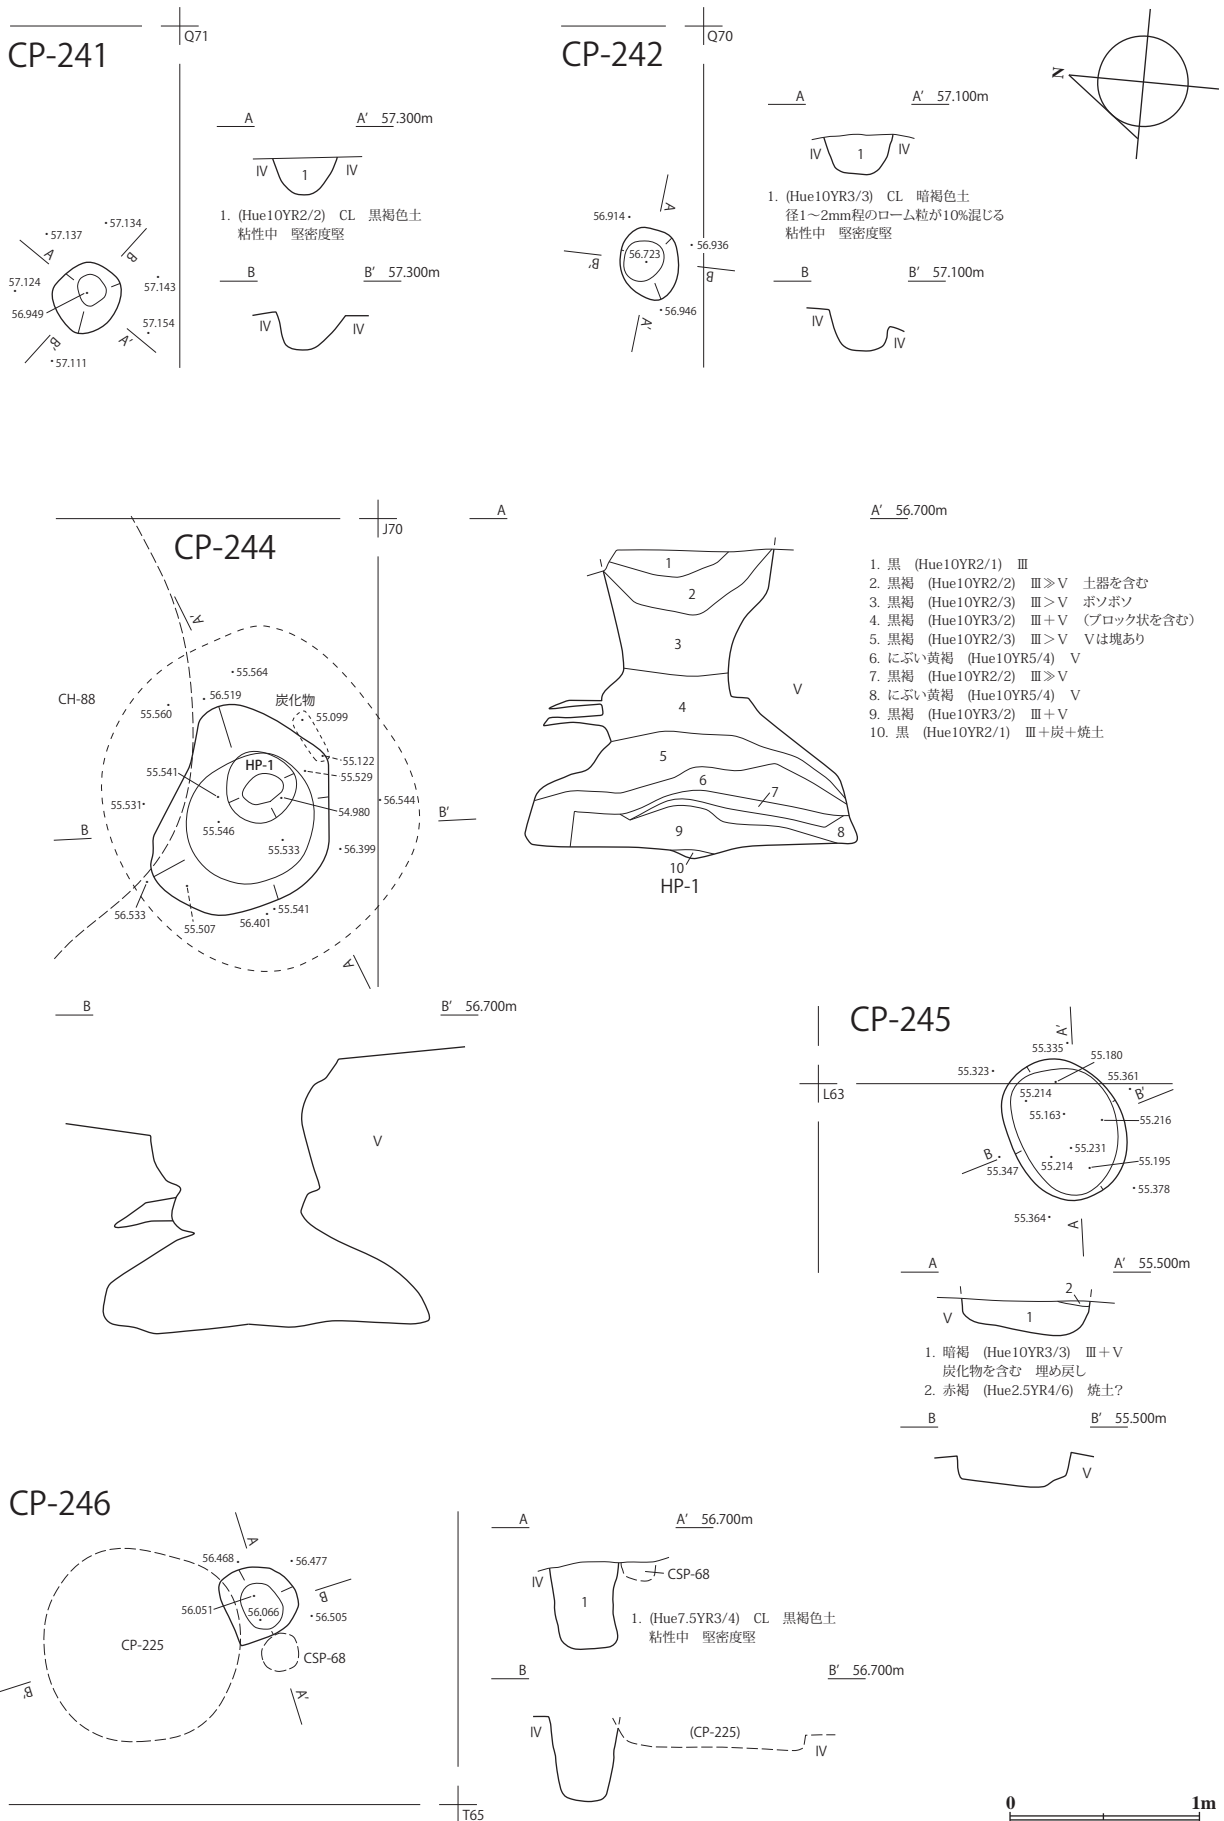 CP-241
Q71
A A′ 57.300m
IV 1 IV
1. (Hue10YR2/2) CL 黒褐色土
粘性中 堅密度堅
B B′ 57.300m
IV IV
57.137
57.134
A
B
57.124
57.143
56.949
57.154
B′
A′
57.111
CP-242
Q70
A A′ 57.100m
IV 1 IV
1. (Hue10YR3/3) CL 暗褐色土
径1～2mm程のローム粒が10%混じる
粘性中 堅密度堅
B B′ 57.100m
IV IV
56.914
A
56.936
56.723
B′
B
56.946
A′
N
CP-244
J70
A A′ 56.700m
1
2
3
4
5
6
7
8
9
10
HP-1
V
1. 黒 (Hue10YR2/1) Ⅲ
2. 黒褐 (Hue10YR2/2) Ⅲ≫Ⅴ 土器を含む
3. 黒褐 (Hue10YR2/3) Ⅲ＞Ⅴ ボソボソ
4. 黒褐 (Hue10YR3/2) Ⅲ＋Ⅴ (ブロック状を含む)
5. 黒褐 (Hue10YR2/3) Ⅲ＞Ⅴ Ⅴは塊あり
6. にぶい黄褐 (Hue10YR5/4) Ⅴ
7. 黒褐 (Hue10YR2/2) Ⅲ≫Ⅴ
8. にぶい黄褐 (Hue10YR5/4) Ⅴ
9. 黒褐 (Hue10YR3/2) Ⅲ＋Ⅴ
10. 黒 (Hue10YR2/1) Ⅲ＋炭＋焼土
A′
CH-88
55.564
56.519
炭化物
55.560
55.099
HP-1
55.122
55.541
55.529
55.531
54.980
56.544
B B′
55.546
55.533
56.399
56.533
55.507
56.401
55.541
A
B B′ 56.700m
V
CP-245
L63
A′
55.335
55.180
55.323
55.361
55.214
B′
55.163
55.216
B
55.231
55.347
55.214
55.195
55.378
55.364
A
A A′ 55.500m
2
V 1
1. 暗褐 (Hue10YR3/3) Ⅲ＋Ⅴ
炭化物を含む 埋め戻し
2. 赤褐 (Hue2.5YR4/6) 焼土?
B B′ 55.500m
V
CP-246
A
56.468
56.477
B
56.051
56.066
56.505
CP-225
CSP-68
B′
A′
T65
A A′ 56.700m
IV 1 CSP-68
1. (Hue7.5YR3/4) CL 黒褐色土
粘性中 堅密度堅
B B′ 56.700m
IV (CP-225) IV
0 1m